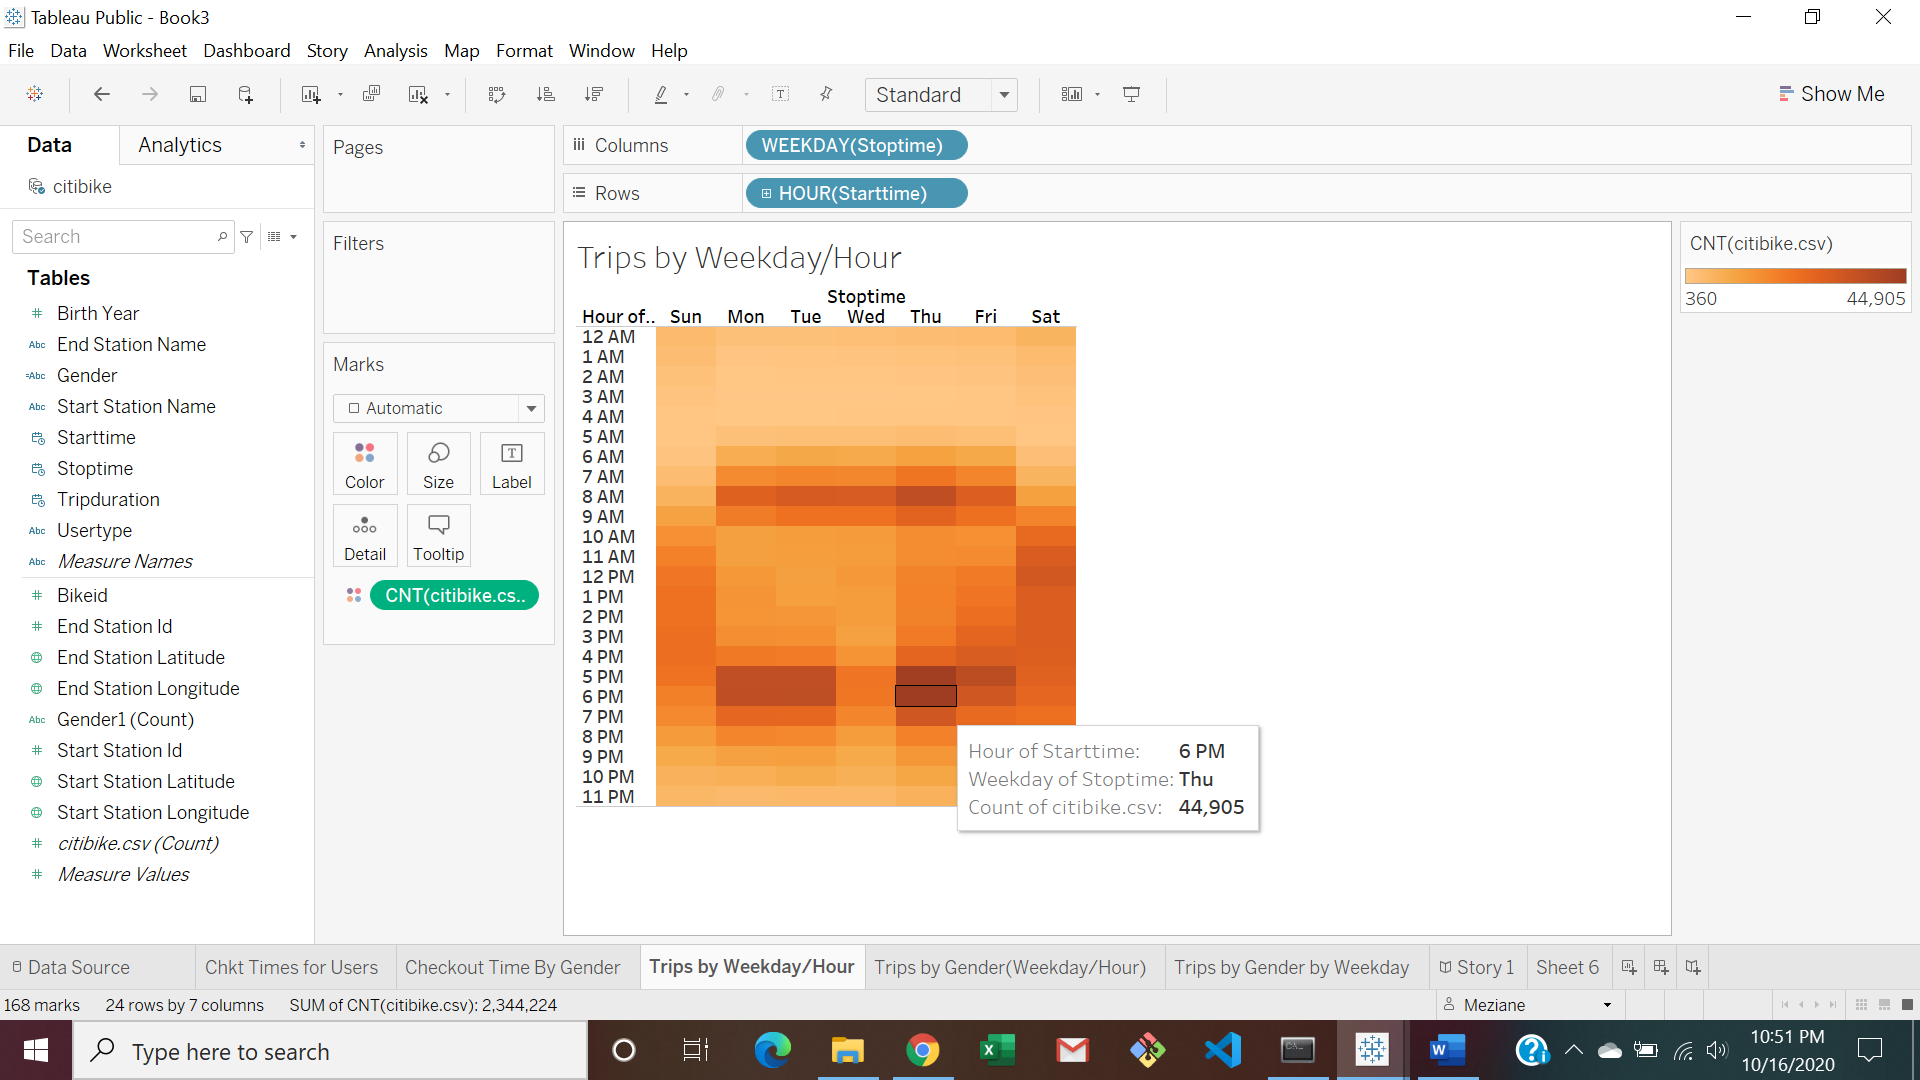 Tableau Public - Book3
File Data Worksheet Dashboard Story Analysis Map Format Window Help
Standard
Show Me
Data Analytics
citibike
Search
Tables
# Birth Year
Abc End Station Name
=Abc Gender
Abc Start Station Name
Starttime
Stoptime
Tripduration
Abc Usertype
Abc Measure Names
# Bikeid
# End Station Id
End Station Latitude
End Station Longitude
Abc Gender1 (Count)
# Start Station Id
Start Station Latitude
Start Station Longitude
# citibike.csv (Count)
# Measure Values
Pages
Filters
Marks
Automatic
Color Size Label
Detail Tooltip
CNT(citibike.cs..
Columns WEEKDAY(Stoptime)
Rows HOUR(Starttime)
Trips by Weekday/Hour
Stoptime
Hour of.. Sun Mon Tue Wed Thu Fri Sat
12 AM
1 AM
2 AM
3 AM
4 AM
5 AM
6 AM
7 AM
8 AM
9 AM
10 AM
11 AM
12 PM
1 PM
2 PM
3 PM
4 PM
5 PM
6 PM
7 PM
8 PM
9 PM
10 PM
11 PM
Hour of Starttime: 6 PM
Weekday of Stoptime: Thu
Count of citibike.csv: 44,905
CNT(citibike.csv)
360 44,905
Data Source Chkt Times for Users Checkout Time By Gender Trips by Weekday/Hour Trips by Gender(Weekday/Hour) Trips by Gender by Weekday Story 1 Sheet 6
168 marks 24 rows by 7 columns SUM of CNT(citibike.csv): 2,344,224 Meziane
Type here to search
10:51 PM
10/16/2020